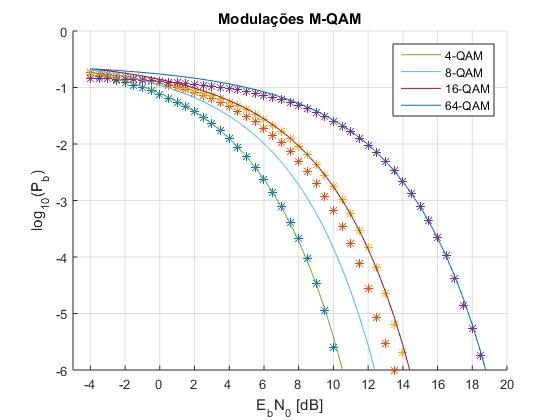 Modulações M-QAM
4-QAM
8-QAM
16-QAM
64-QAM
0
-1
-2
-3
-4
-5
-6
log10(Pb)
-4 -2 0 2 4 6 8 10 12 14 16 18 20
EbN0 [dB]